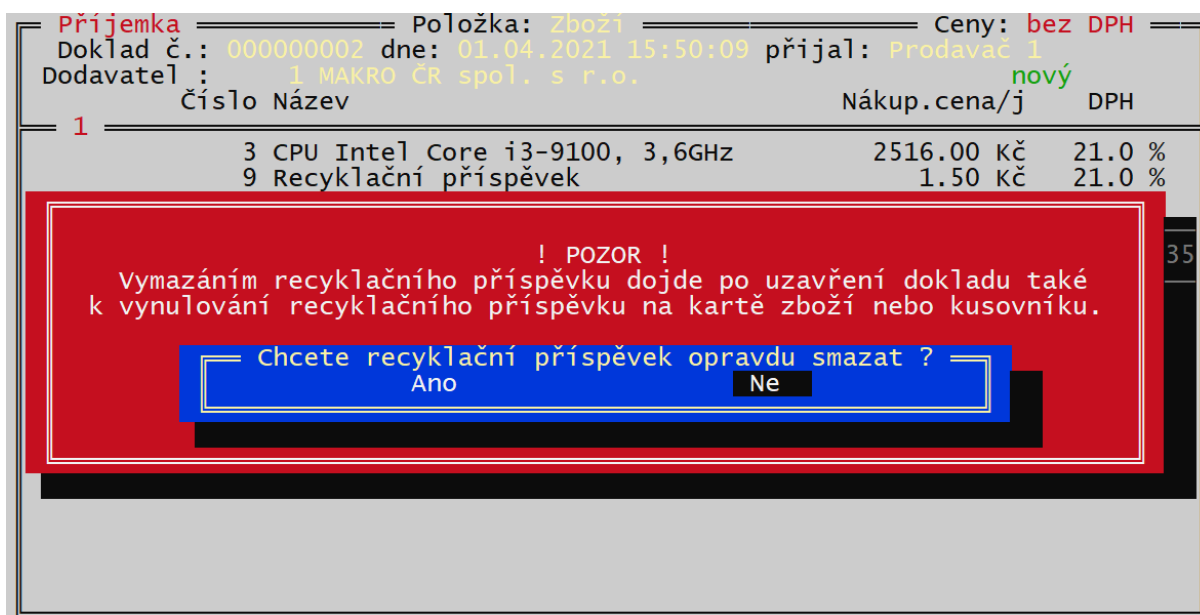 Příjemka Položka: Zboží Ceny: bez DPH
Doklad č.: 000000002 dne: 01.04.2021 15:50:09 přijal: Prodavač 1
Dodavatel : 1 MAKRO ČR spol. s r.o. nový
Číslo Název Nákup.cena/j DPH
1
3 CPU Intel Core i3-9100, 3,6GHz 2516.00 Kč 21.0 %
9 Recyklační příspěvek 1.50 Kč 21.0 %
! POZOR !
35
Vymazáním recyklačního příspěvku dojde po uzavření dokladu také
k vynulování recyklačního příspěvku na kartě zboží nebo kusovníku.
Chcete recyklační příspěvek opravdu smazat ?
Ano Ne